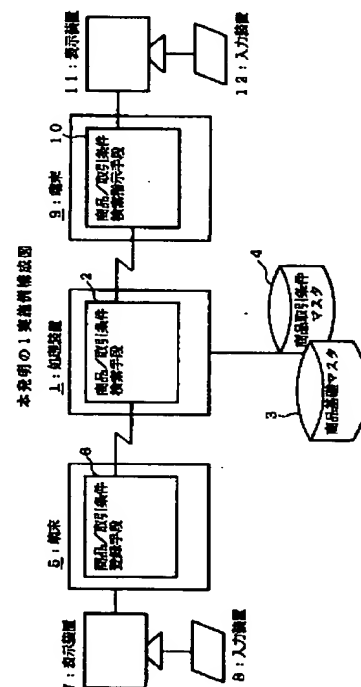 本発明の1実施例構成図
11:表示装置
12:入力装置
9:端末
10
商品/取引条件
検索指示手段
1:処理装置
2
商品/取引条件
検索手段
4
商品取引条件
マスタ
3
商品基礎マスタ
5:端末
6
商品/取引条件
登録手段
7:表示装置
8:入力装置